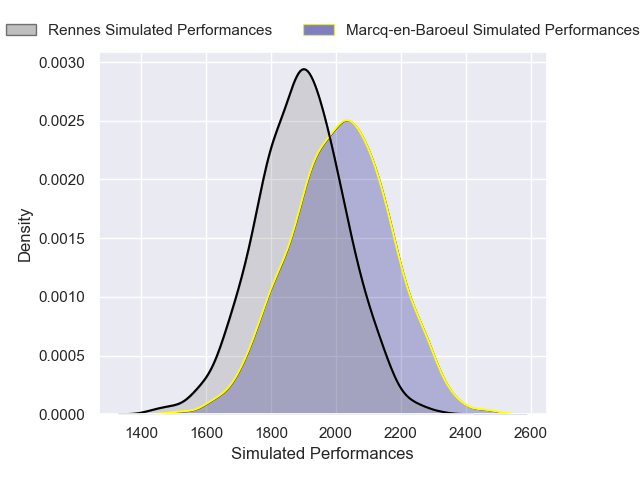 Rennes Simulated Performances
Marcq-en-Baroeul Simulated Performances
0.0030
0.0025
0.0020
0.0015
0.0010
0.0005
0.0000
Density
1400 1600 1800 2000 2200 2400 2600
Simulated Performances